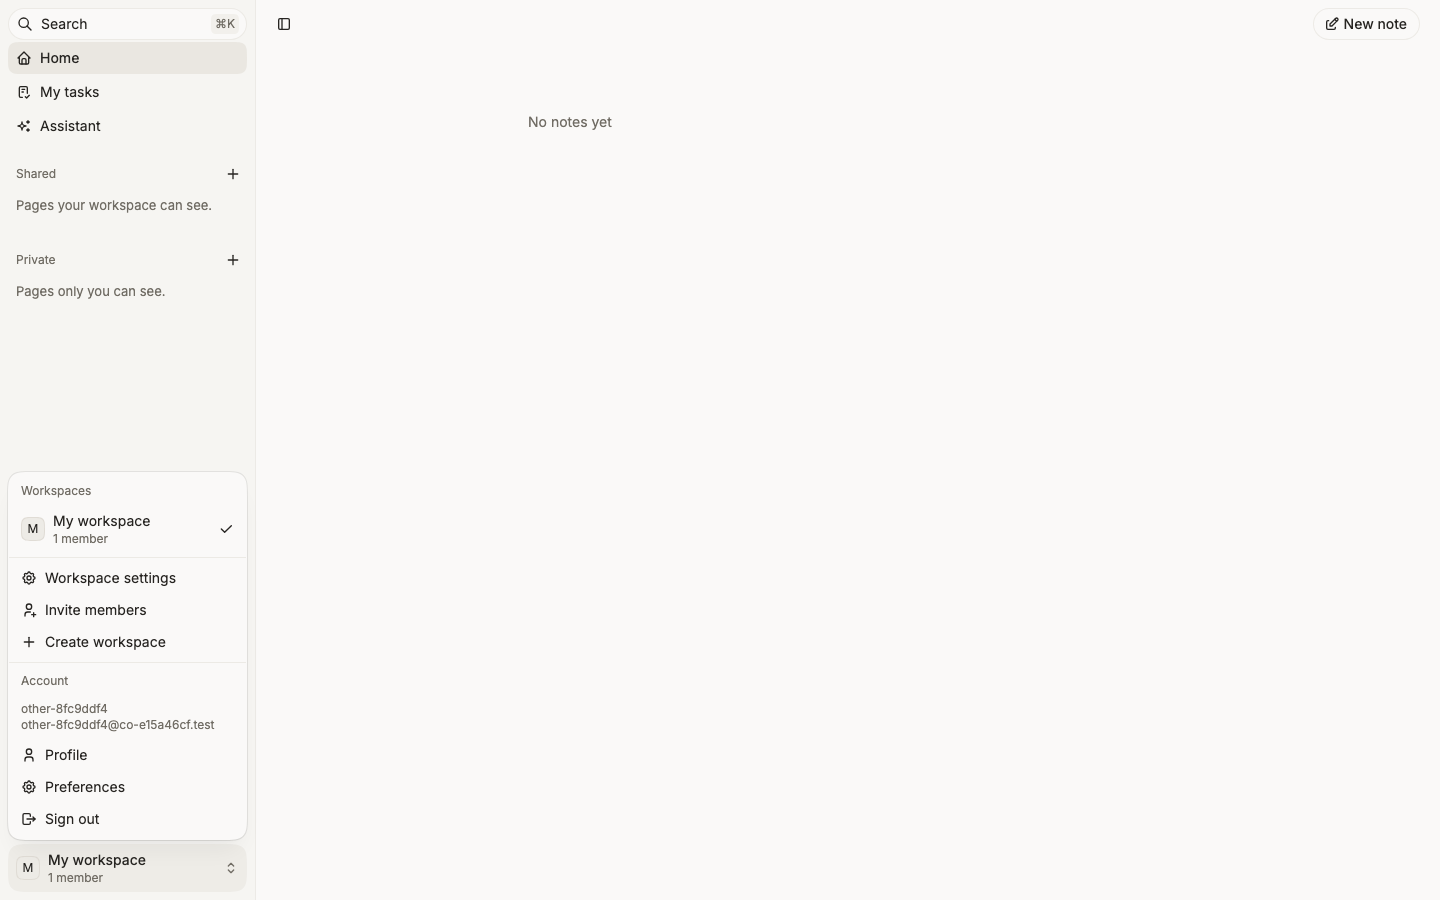 Search ⌘K
Home
My tasks
Assistant
Shared
Pages your workspace can see.
Private
Pages only you can see.
Workspaces
M My workspace
1 member
Workspace settings
Invite members
Create workspace
Account
other-8fc9ddf4
other-8fc9ddf4@co-e15a46cf.test
Profile
Preferences
Sign out
M My workspace
1 member
New note
No notes yet